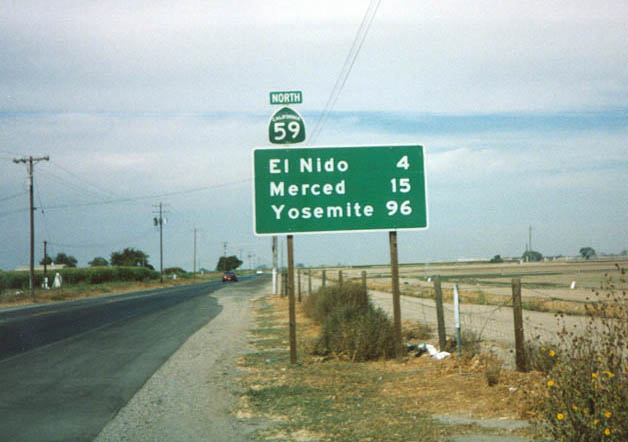 NORTH
CALIFORNIA
59
El Nido 4
Merced 15
Yosemite 96